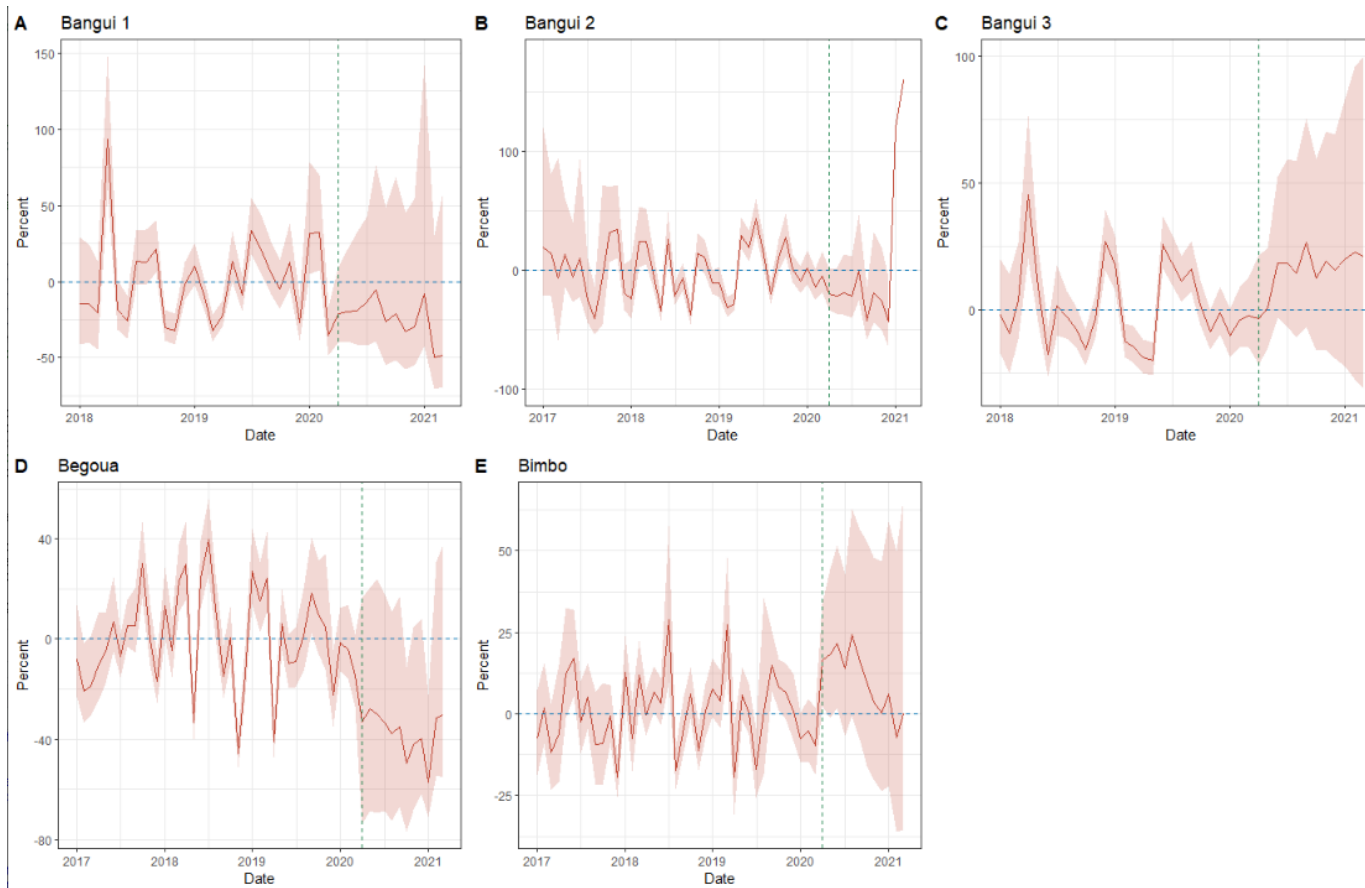 A Bangui 1
150
100
50
0
-50
Percent
2018 2019 2020 2021
Date
B Bangui 2
100
0
-100
Percent
2017 2018 2019 2020 2021
Date
C Bangui 3
100
50
0
Percent
2018 2019 2020 2021
Date
D Begoua
40
0
-40
-80
Percent
2017 2018 2019 2020 2021
Date
E Bimbo
50
25
0
-25
Percent
2017 2018 2019 2020 2021
Date